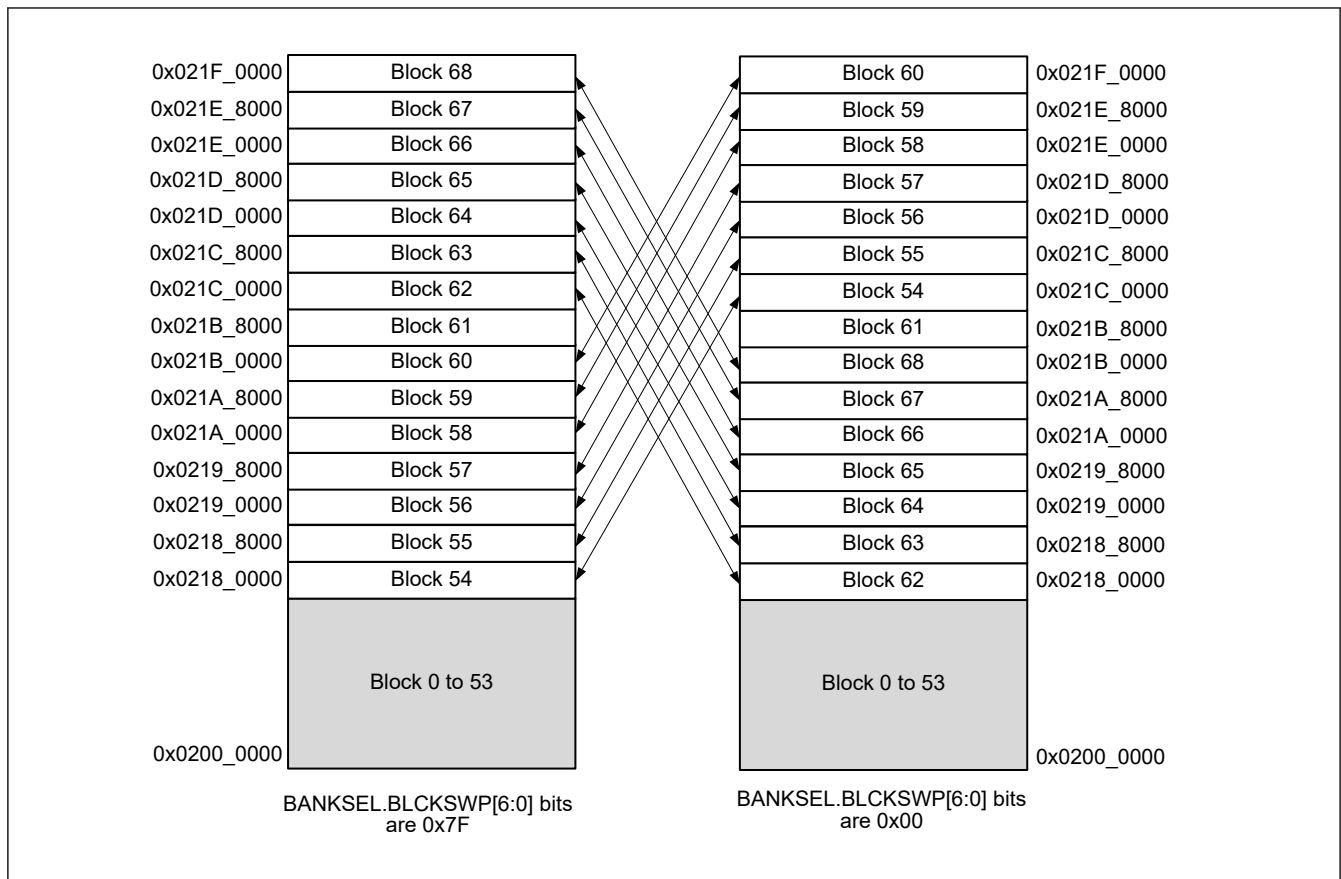 0x021F_0000 Block 68 Block 60 0x021F_0000
0x021E_8000 Block 67 Block 59 0x021E_8000
0x021E_0000 Block 66 Block 58 0x021E_0000
0x021D_8000 Block 65 Block 57 0x021D_8000
0x021D_0000 Block 64 Block 56 0x021D_0000
0x021C_8000 Block 63 Block 55 0x021C_8000
0x021C_0000 Block 62 Block 54 0x021C_0000
0x021B_8000 Block 61 Block 61 0x021B_8000
0x021B_0000 Block 60 Block 68 0x021B_0000
0x021A_8000 Block 59 Block 67 0x021A_8000
0x021A_0000 Block 58 Block 66 0x021A_0000
0x0219_8000 Block 57 Block 65 0x0219_8000
0x0219_0000 Block 56 Block 64 0x0219_0000
0x0218_8000 Block 55 Block 63 0x0218_8000
0x0218_0000 Block 54 Block 62 0x0218_0000
Block 0 to 53 Block 0 to 53
0x0200_0000 0x0200_0000
BANKSEL.BLCKSWP[6:0] bits
are 0x7F
BANKSEL.BLCKSWP[6:0] bits
are 0x00